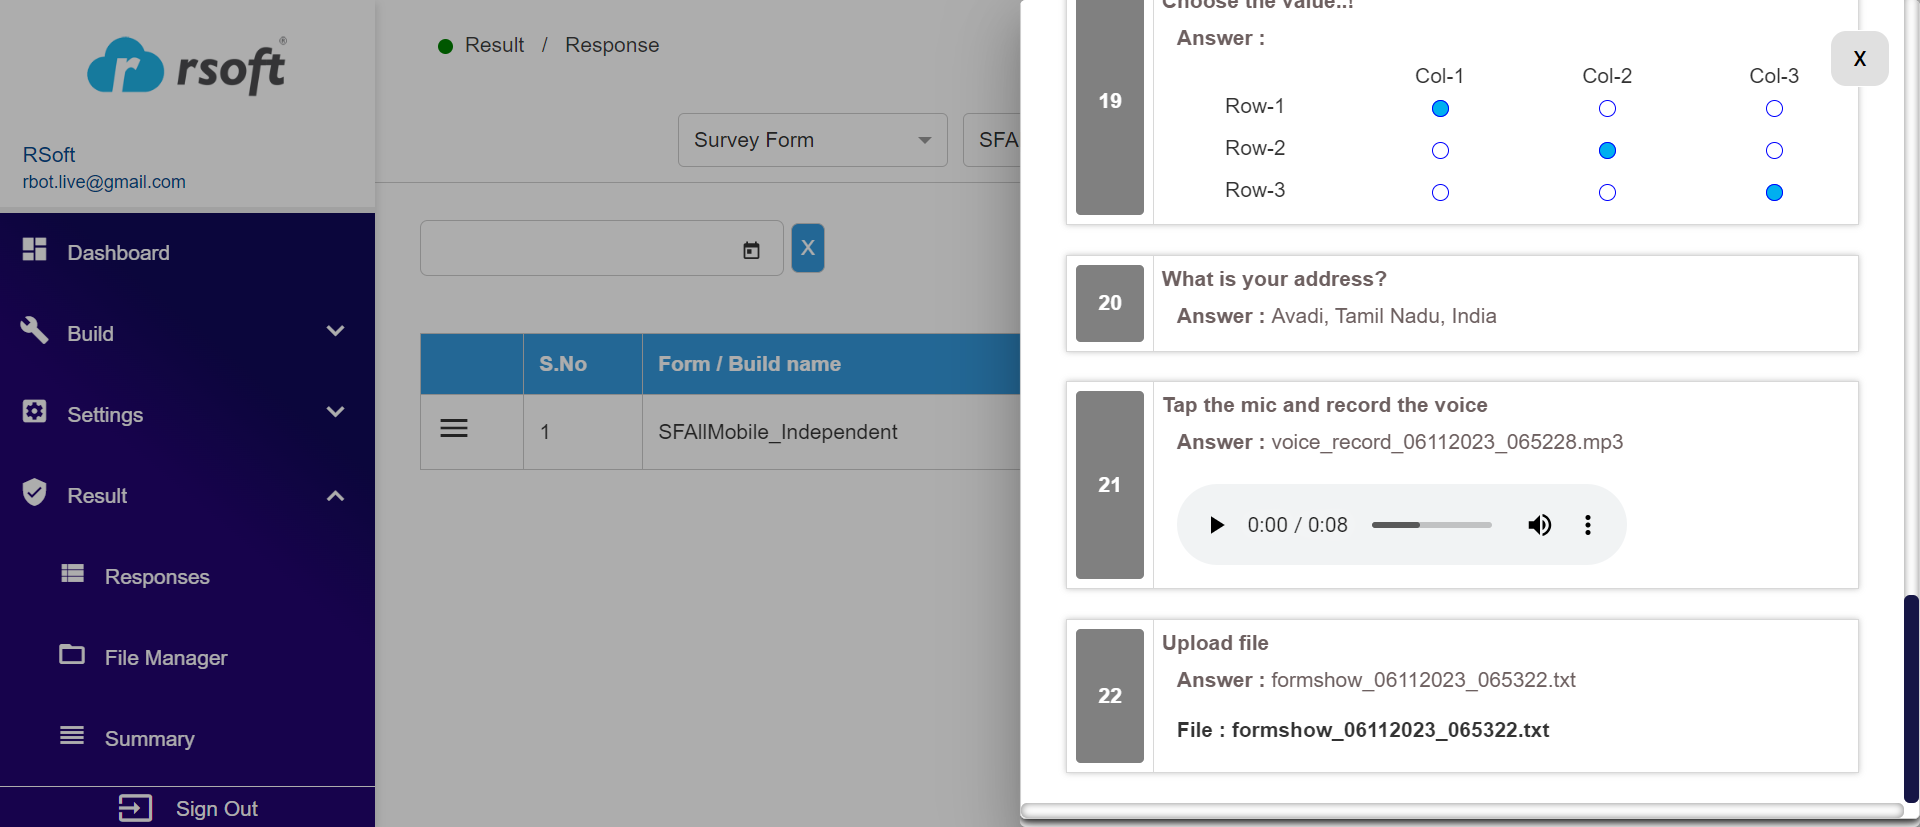 rsoft®
RSoft
rbot.live@gmail.com
Dashboard
Build
Settings
Result
Responses
File Manager
Summary
Sign Out
Result / Response
Survey Form
SFA
X
S.No Form / Build name
1 SFAllMobile_Independent
X
Choose the value..!
19
Answer :
Col-1 Col-2 Col-3
Row-1
Row-2
Row-3
20
What is your address?
Answer : Avadi, Tamil Nadu, India
21
Tap the mic and record the voice
Answer : voice_record_06112023_065228.mp3
0:00 / 0:08
22
Upload file
Answer : formshow_06112023_065322.txt
File : formshow_06112023_065322.txt